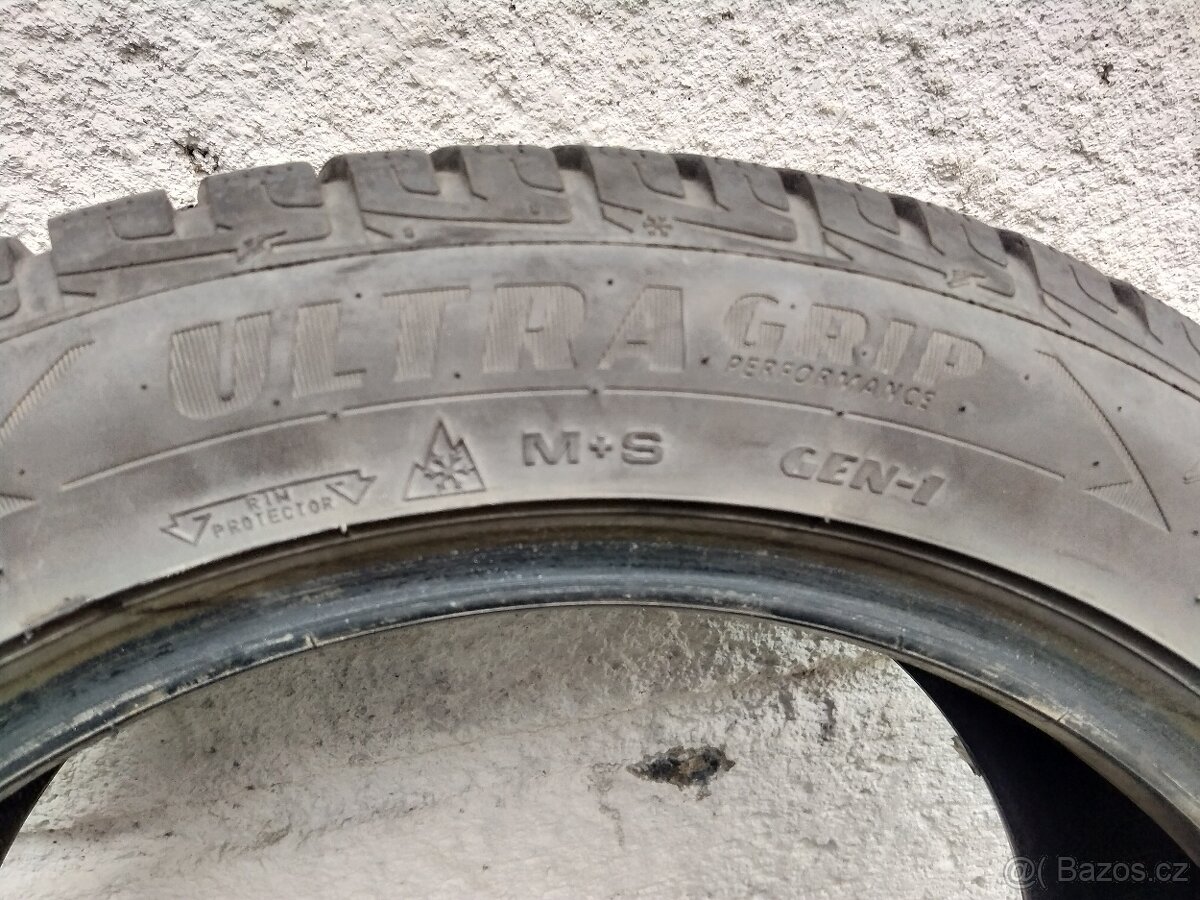 ULTRA GRIP
PERFORMANCE
RIM
PROTECTOR
M+S
GEN-1
@( Bazos.cz